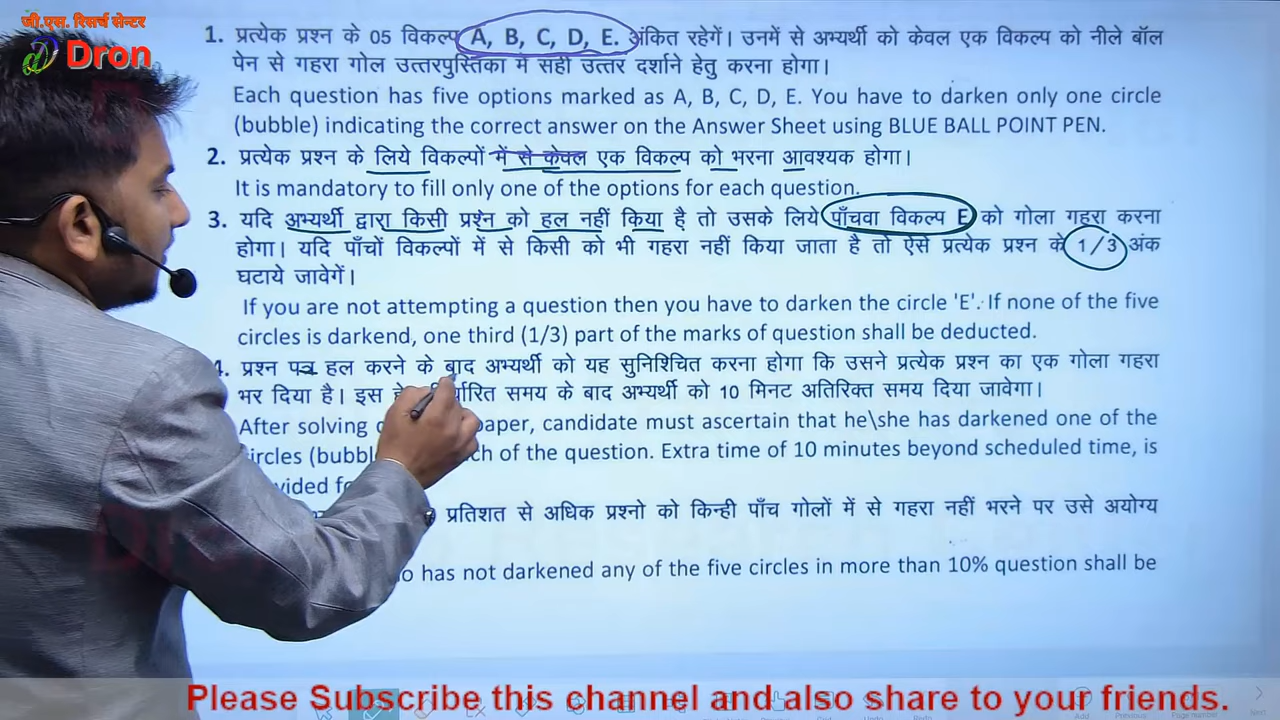 जी.एस. रिसर्च सेन्टर
Dron
1. प्रत्येक प्रश्न के 05 विकल्प A, B, C, D, E. अंकित रहेगें। उनमें से अभ्यर्थी को केवल एक विकल्प को नीले बॉल
पेन से गहरा गोल उत्तरपुस्तिका में सही उत्तर दर्शाने हेतु करना होगा।
Each question has five options marked as A, B, C, D, E. You have to darken only one circle
(bubble) indicating the correct answer on the Answer Sheet using BLUE BALL POINT PEN.
2. प्रत्येक प्रश्न के लिये विकल्पों में से केवल एक विकल्प को भरना आवश्यक होगा।
It is mandatory to fill only one of the options for each question.
3. यदि अभ्यर्थी द्वारा किसी प्रश्न को हल नहीं किया है तो उसके लिये पाँचवा विकल्प E को गोला गहरा करना
होगा। यदि पाँचों विकल्पों में से किसी को भी गहरा नहीं किया जाता है तो ऐसे प्रत्येक प्रश्न के 1/3 अंक
घटाये जावेगें।
If you are not attempting a question then you have to darken the circle 'E'. If none of the five
circles is darkend, one third (1/3) part of the marks of question shall be deducted.
4. प्रश्न पत्र हल करने के बाद अभ्यर्थी को यह सुनिश्चित करना होगा कि उसने प्रत्येक प्रश्न का एक गोला गहरा
भर दिया है। इस समय के बाद अभ्यर्थी को 10 मिनट अतिरिक्त समय दिया जावेगा।
After solving paper, candidate must ascertain that he\she has darkened one of the
of the question. Extra time of 10 minutes beyond scheduled time, is
प्रतिशत से अधिक प्रश्नो को किन्ही पाँच गोलों में से गहरा नहीं भरने पर उसे अयोग्य
has not darkened any of the five circles in more than 10% question shall be
Please Subscribe this channel and also share to your friends.